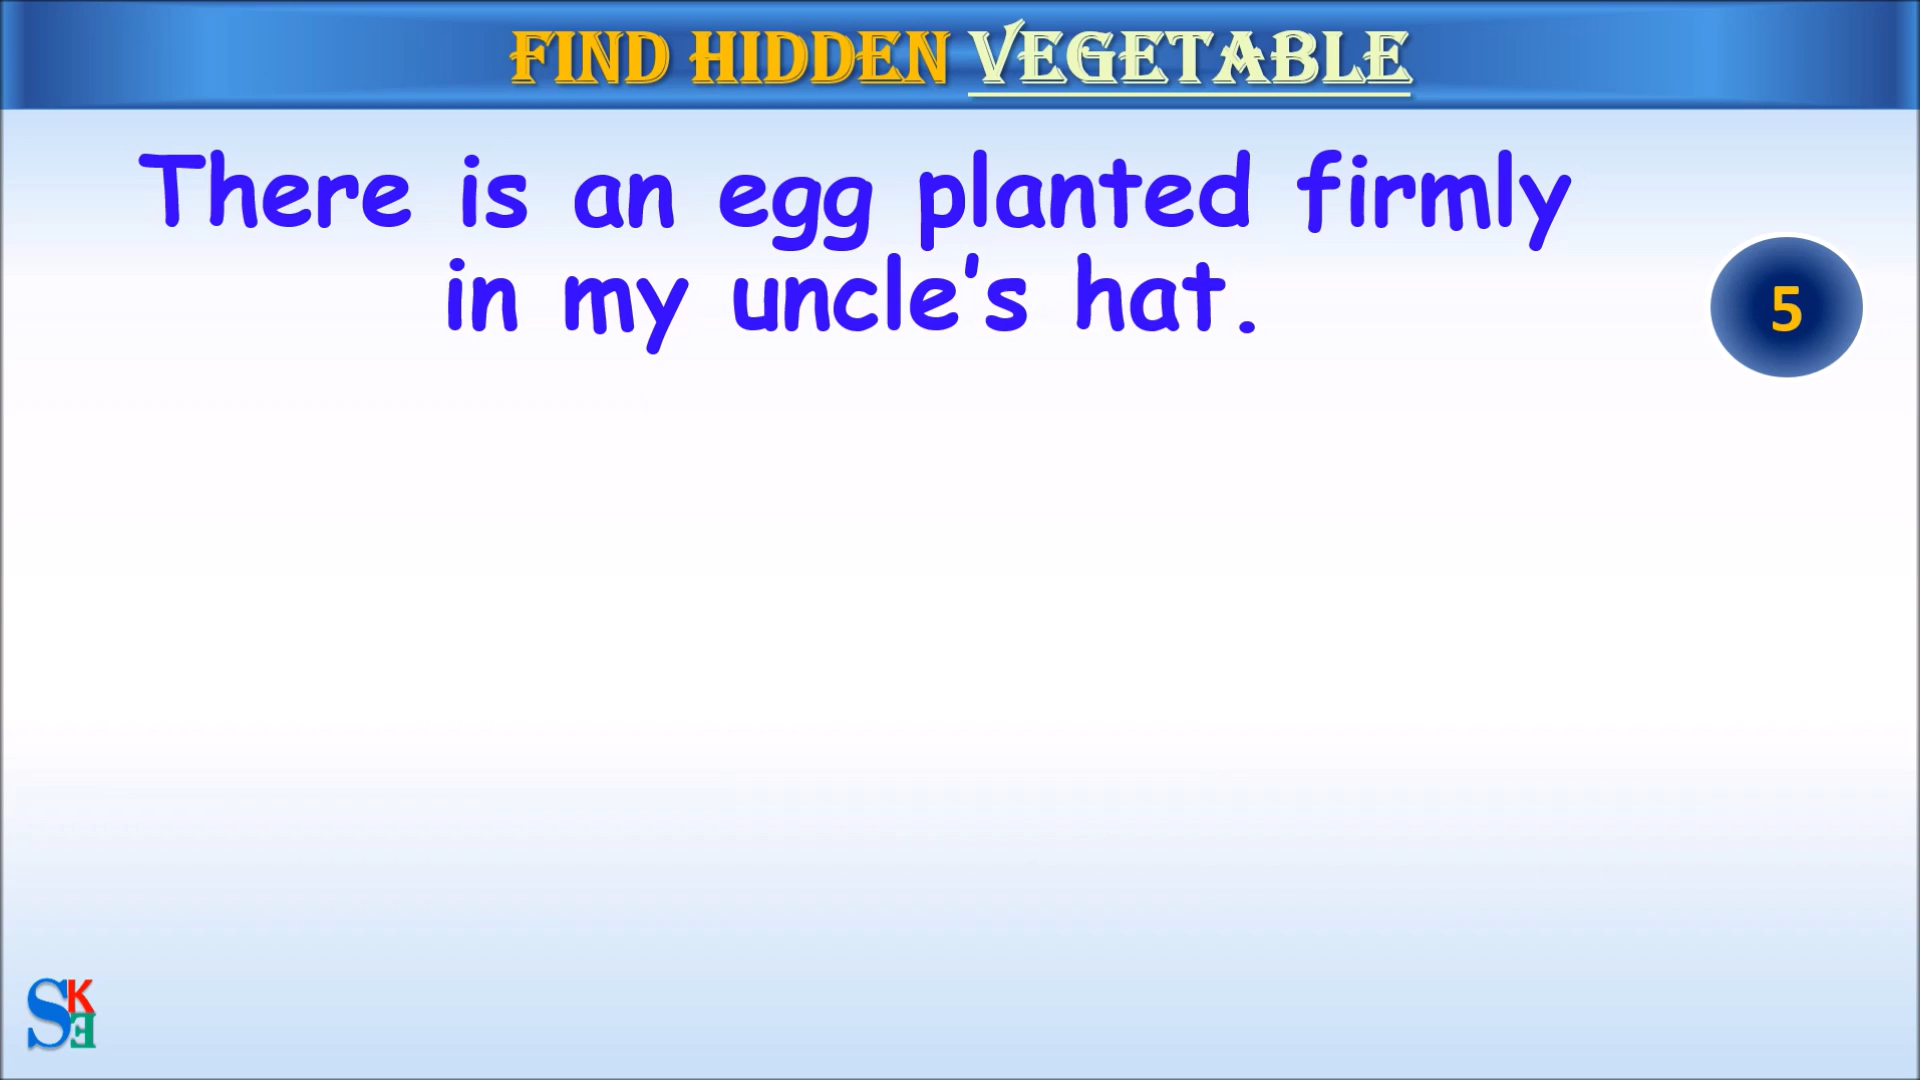 FIND HIDDEN VEGETABLE
There is an egg planted firmly
in my uncle's hat.
5
SKE